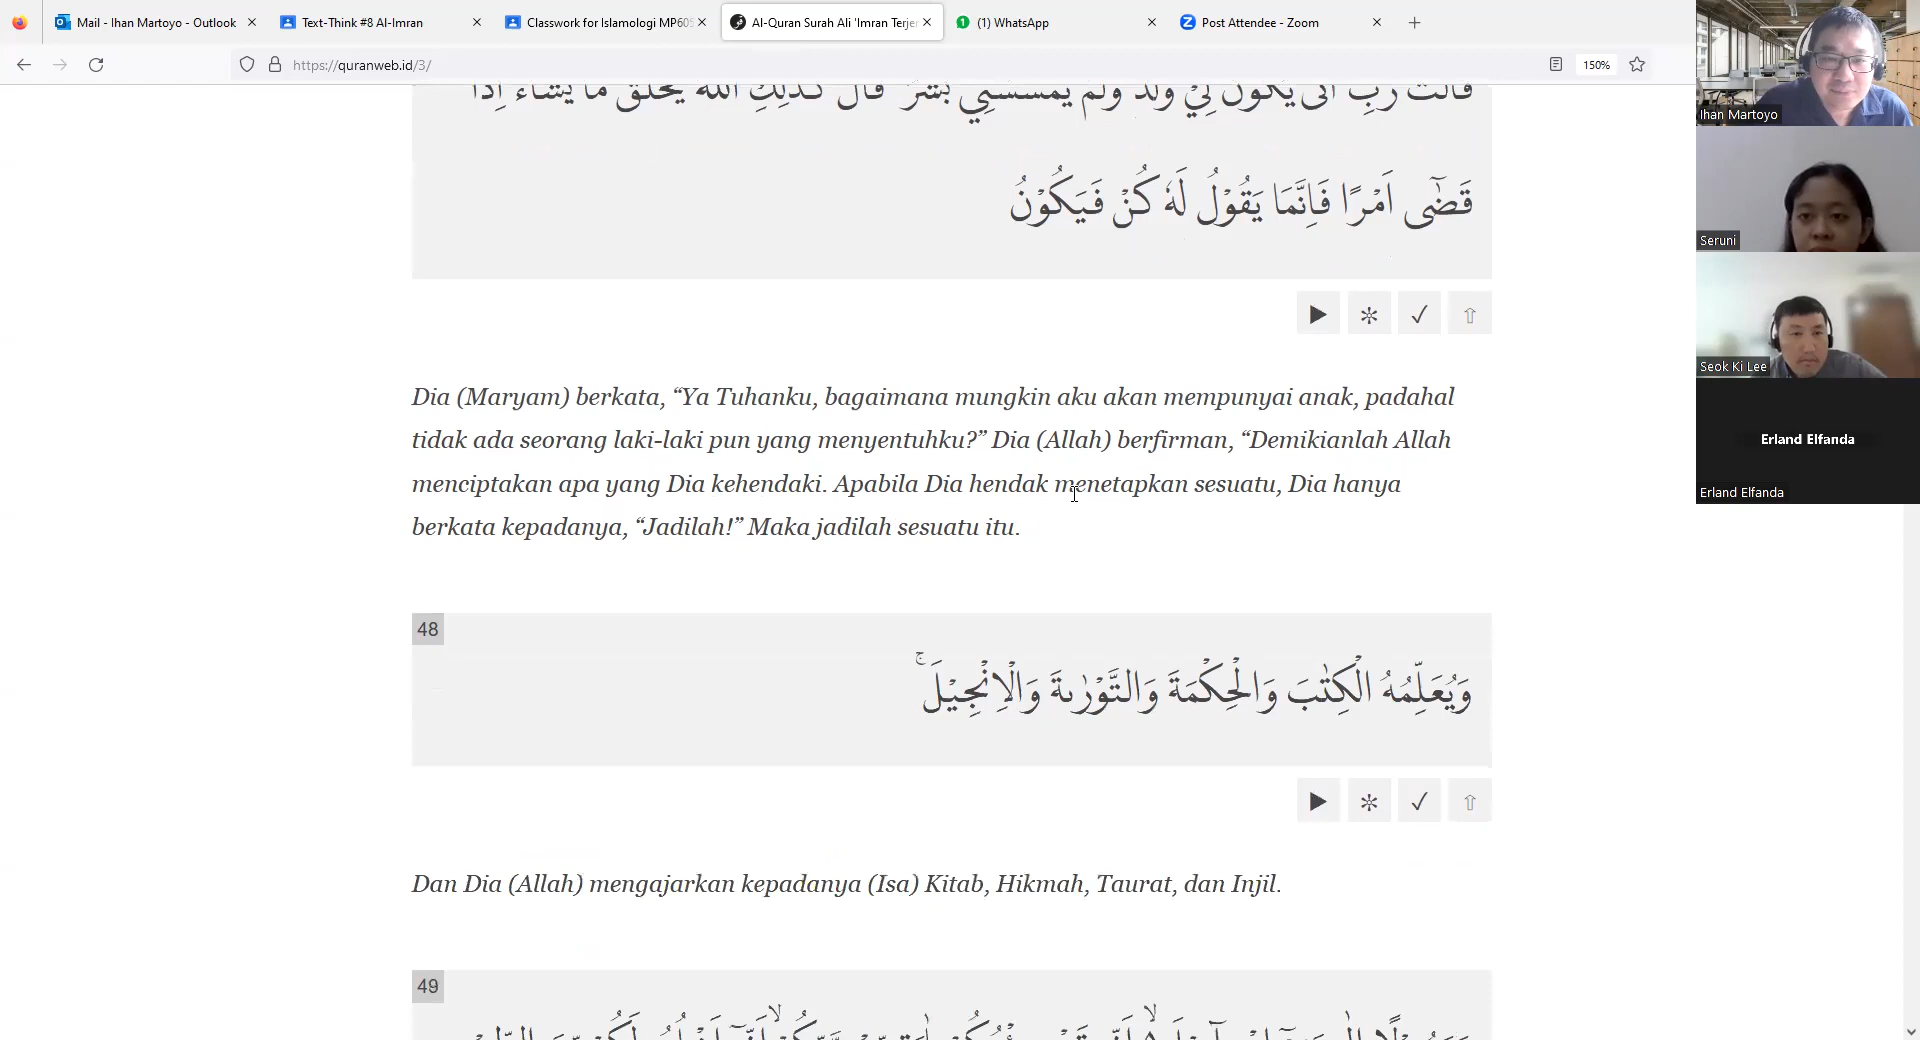 Mail - Ihan Martoyo - Outlook
Text-Think #8 Al-Imran
Classwork for Islamologi MP605
Al-Quran Surah Ali 'Imran Terje
(1) WhatsApp
Post Attendee - Zoom
https://quranweb.id/3/
150%
قَضٰٓى اَمْرًا فَاِنَّمَا يَقُوْلُ لَهٗ كُنْ فَيَكُوْنُ
Dia (Maryam) berkata, “Ya Tuhanku, bagaimana mungkin aku akan mempunyai anak, padahal
tidak ada seorang laki-laki pun yang menyentuhku?” Dia (Allah) berfirman, “Demikianlah Allah
menciptakan apa yang Dia kehendaki. Apabila Dia hendak menetapkan sesuatu, Dia hanya
berkata kepadanya, “Jadilah!” Maka jadilah sesuatu itu.
48
وَيُعَلِّمُهُ الْكِتٰبَ وَالْحِكْمَةَ وَالتَّوْرٰىةَ وَالْاِنْجِيْلَۚ
Dan Dia (Allah) mengajarkan kepadanya (Isa) Kitab, Hikmah, Taurat, dan Injil.
49
Ihan Martoyo
Seruni
Seok Ki Lee
Erland Elfanda
Erland Elfanda